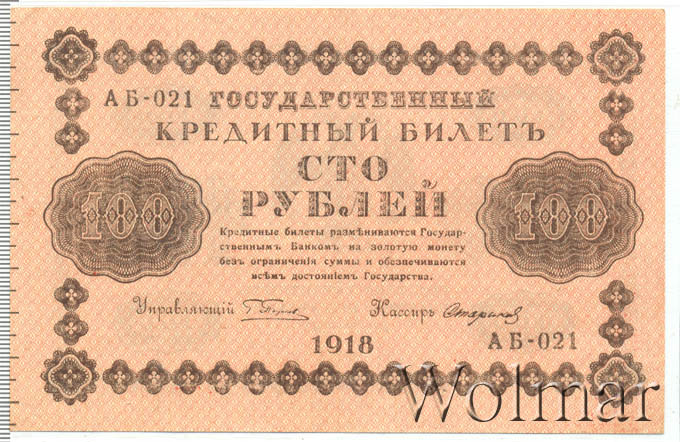 АБ-021 ГОСУДАРСТВЕННЫЙ
КРЕДИТНЫЙ БИЛЕТЪ
СТО
РУБЛЕЙ
100
100
Кредитные билеты размѣниваются Государ-
ственнымъ Банкомъ на золотую монету
безъ ограниченія суммы и обезпечиваются
всѣмъ достояніемъ Государства.
Управляющій
Кассиръ
1918
АБ-021
Wolmar